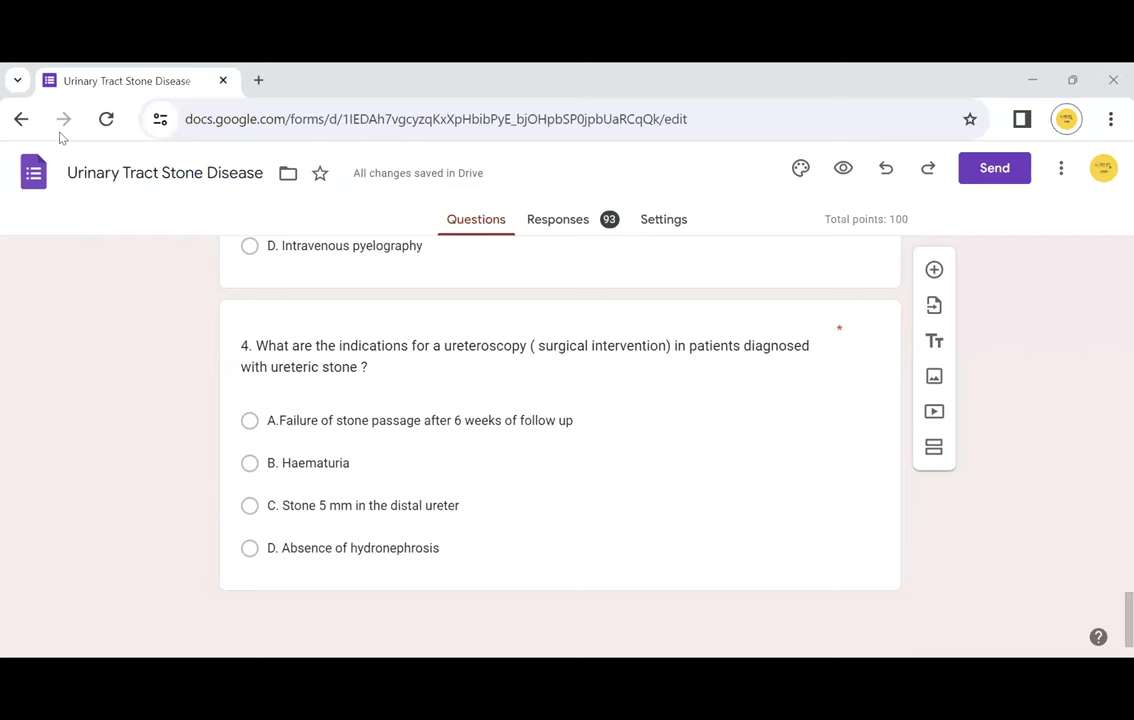 Urinary Tract Stone Disease
docs.google.com/forms/d/1IEDAh7vgcyzqKxXpHbibPyE_bjOHpbSP0jpbUaRCqQk/edit
Urinary Tract Stone Disease
All changes saved in Drive
Send
Questions
Responses 93
Settings
Total points: 100
D. Intravenous pyelography
*
4. What are the indications for a ureteroscopy ( surgical intervention) in patients diagnosed
with ureteric stone ?
A.Failure of stone passage after 6 weeks of follow up
B. Haematuria
C. Stone 5 mm in the distal ureter
D. Absence of hydronephrosis
Tт
?